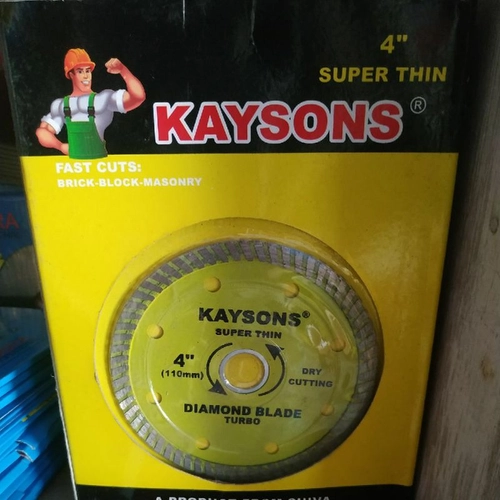 4"
SUPER THIN
KAYSONS®
FAST CUTS:
BRICK-BLOCK-MASONRY
KAYSONS®
SUPER THIN
4"
(110mm)
DRY
CUTTING
DIAMOND BLADE
TURBO